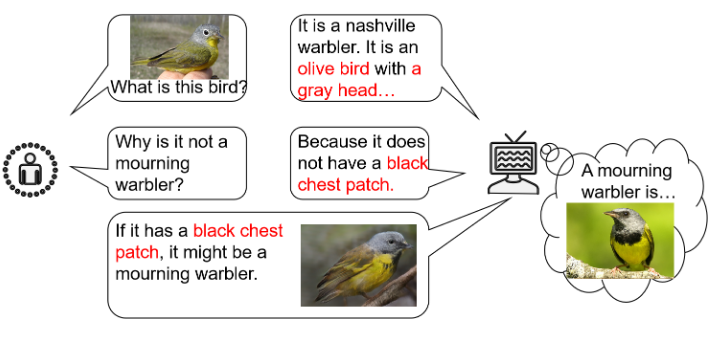 What is this bird?
It is a nashville
warbler. It is an
olive bird with a
gray head...
Why is it not a
mourning
warbler?
Because it does
not have a black
chest patch.
If it has a black chest
patch, it might be a
mourning warbler.
A mourning
warbler is...